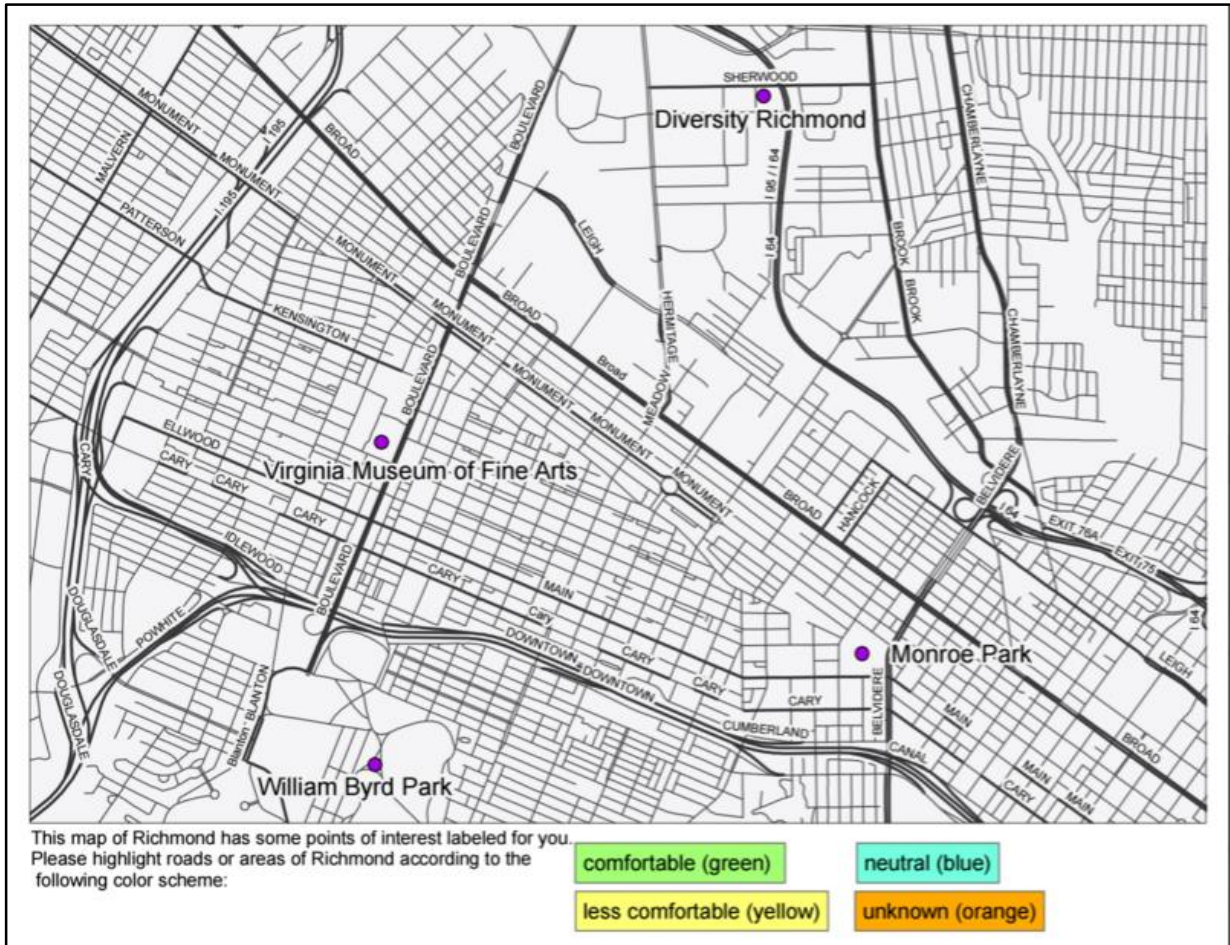 SHERWOOD
Diversity Richmond
BOULEVARD
CHAMBERLAYNE
MONUMENT
BROAD
I 195
MALVERN
MONUMENT
I 195
PATTERSON
I 95 / I 64
LEIGH
BOULEVARD
MONUMENT
I 64
BROOK
BROOK
KENSINGTON
MONUMENT
BROAD
HERMITAGE
CHAMBERLAYNE
BOULEVARD
MONUMENT
Broad
MEADOW
MONUMENT
ELLWOOD
Virginia Museum of Fine Arts
CARY
CARY
CARY
CARY
MONUMENT
BROAD
HANCOCK
BELVIDERE
I 64
EXIT 76A
EXIT 75
IDLEWOOD
BOULEVARD
CARY
MAIN
Cary
I 64
DOUGLASDALE
POWHITE
DOWNTOWN
DOWNTOWN
CARY
CARY
Monroe Park
LEIGH
Blanton
BLANTON
DOUGLASDALE
CARY
BELVIDERE
MAIN
CUMBERLAND
CANAL
BROAD
MAIN
MAIN
CARY
William Byrd Park
This map of Richmond has some points of interest labeled for you.
Please highlight roads or areas of Richmond according to the
following color scheme:
comfortable (green)
neutral (blue)
less comfortable (yellow)
unknown (orange)